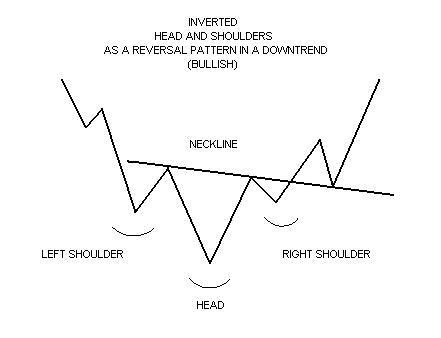 INVERTED
HEAD AND SHOULDERS
AS A REVERSAL PATTERN IN A DOWNTREND
(BULLISH)
NECKLINE
LEFT SHOULDER
RIGHT SHOULDER
HEAD